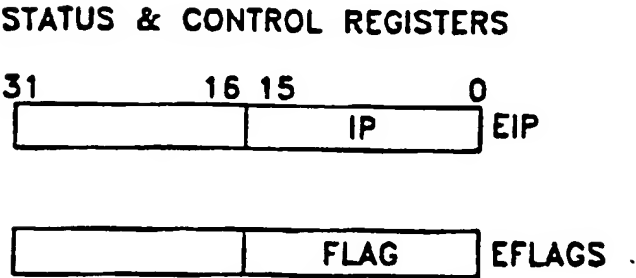 STATUS & CONTROL REGISTERS
31 16 15 0
IP EIP
FLAG EFLAGS